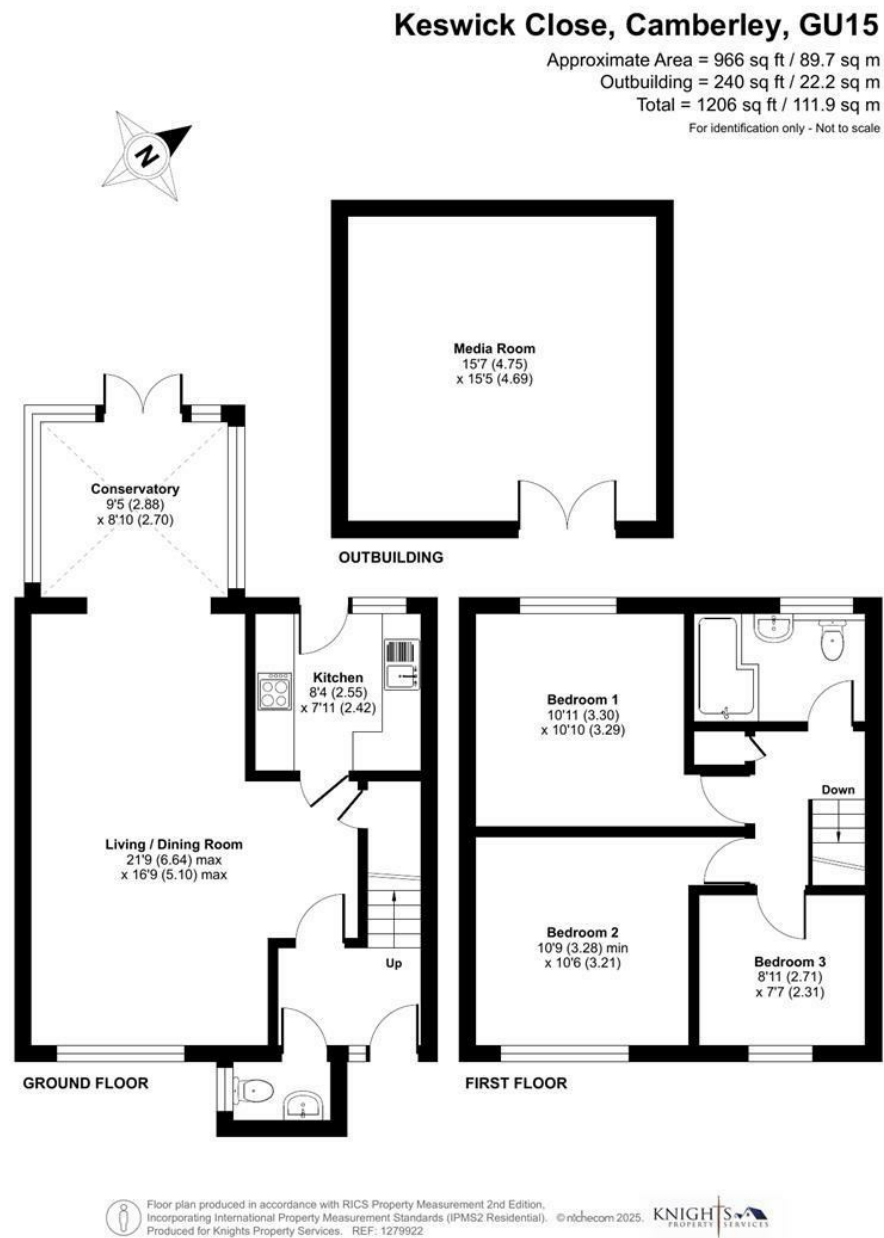 Keswick Close, Camberley, GU15
Approximate Area = 966 sq ft / 89.7 sq m
Outbuilding = 240 sq ft / 22.2 sq m
Total = 1206 sq ft / 111.9 sq m
For identification only - Not to scale
N
Media Room
15'7 (4.75)
x 15'5 (4.69)
OUTBUILDING
Conservatory
9'5 (2.88)
x 8'10 (2.70)
Kitchen
8'4 (2.55)
x 7'11 (2.42)
Living / Dining Room
21'9 (6.64) max
x 16'9 (5.10) max
Up
GROUND FLOOR
Bedroom 1
10'11 (3.30)
x 10'10 (3.29)
Down
Bedroom 2
10'9 (3.28) min
x 10'6 (3.21)
Bedroom 3
8'11 (2.71)
x 7'7 (2.31)
FIRST FLOOR
Floor plan produced in accordance with RICS Property Measurement 2nd Edition,
Incorporating International Property Measurement Standards (IPMS2 Residential). © nichecom 2025.
Produced for Knights Property Services. REF: 1279922
KNIGHTS
PROPERTY SERVICES